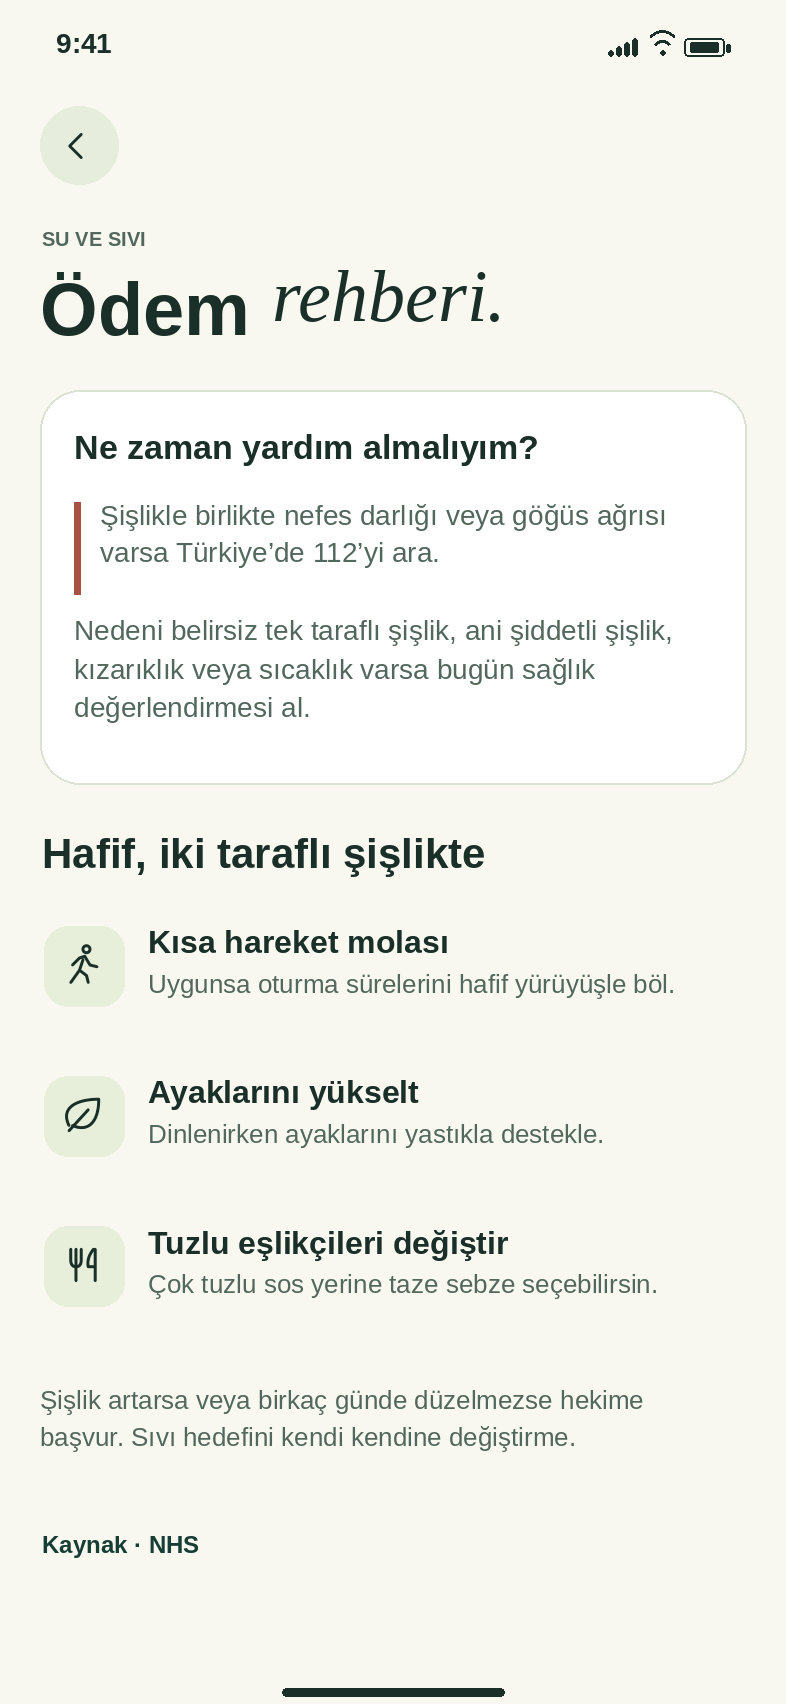 9:41
SU VE SIVI
Ödem rehberi.
Ne zaman yardım almalıyım?
Şişlikle birlikte nefes darlığı veya göğüs ağrısı
varsa Türkiye’de 112’yi ara.
Nedeni belirsiz tek taraflı şişlik, ani şiddetli şişlik,
kızarıklık veya sıcaklık varsa bugün sağlık
değerlendirmesi al.
Hafif, iki taraflı şişlikte
Kısa hareket molası
Uygunsa oturma sürelerini hafif yürüyüşle böl.
Ayaklarını yükselt
Dinlenirken ayaklarını yastıkla destekle.
Tuzlu eşlikçileri değiştir
Çok tuzlu sos yerine taze sebze seçebilirsin.
Şişlik artarsa veya birkaç günde düzelmezse hekime
başvur. Sıvı hedefini kendi kendine değiştirme.
Kaynak · NHS